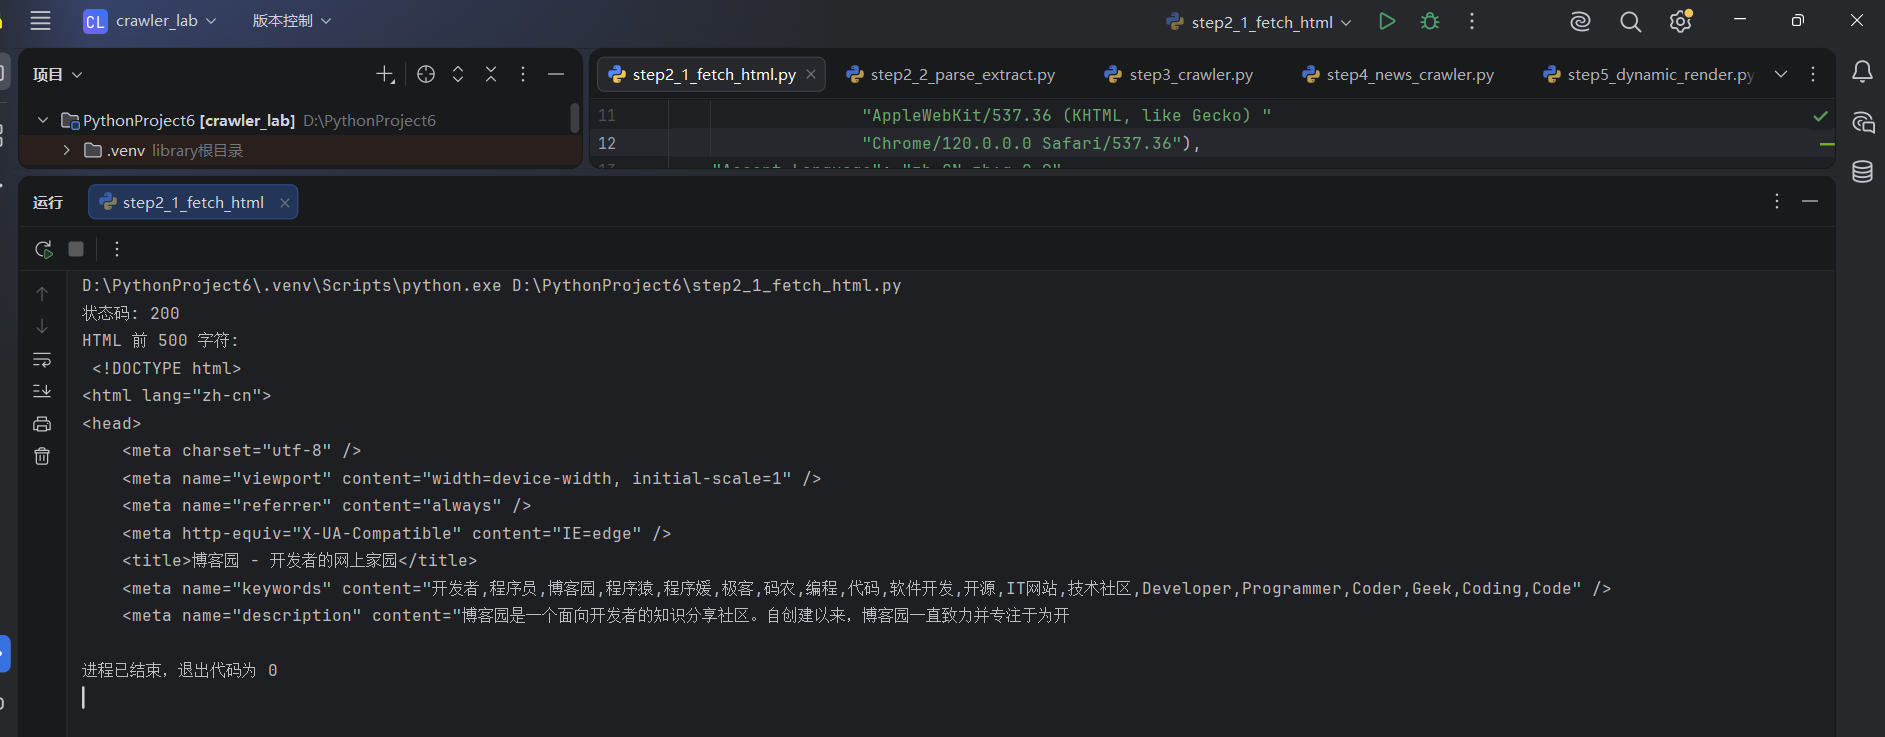 CL crawler_lab 版本控制 step2_1_fetch_html
项目
step2_1_fetch_html.py step2_2_parse_extract.py step3_crawler.py step4_news_crawler.py step5_dynamic_render.py
PythonProject6 [crawler_lab] D:\PythonProject6
.venv library根目录
11 "AppleWebKit/537.36 (KHTML, like Gecko) "
12 "Chrome/120.0.0.0 Safari/537.36"),
运行 step2_1_fetch_html
D:\PythonProject6\.venv\Scripts\python.exe D:\PythonProject6\step2_1_fetch_html.py
状态码: 200
HTML 前 500 字符:
<!DOCTYPE html>
<html lang="zh-cn">
<head>
<meta charset="utf-8" />
<meta name="viewport" content="width=device-width, initial-scale=1" />
<meta name="referrer" content="always" />
<meta http-equiv="X-UA-Compatible" content="IE=edge" />
<title>博客园 - 开发者的网上家园</title>
<meta name="keywords" content="开发者,程序员,博客园,程序猿,程序媛,极客,码农,编程,代码,软件开发,开源,IT网站,技术社区,Developer,Programmer,Coder,Geek,Coding,Code" />
<meta name="description" content="博客园是一个面向开发者的知识分享社区。自创建以来，博客园一直致力并专注于为开
进程已结束，退出代码为 0